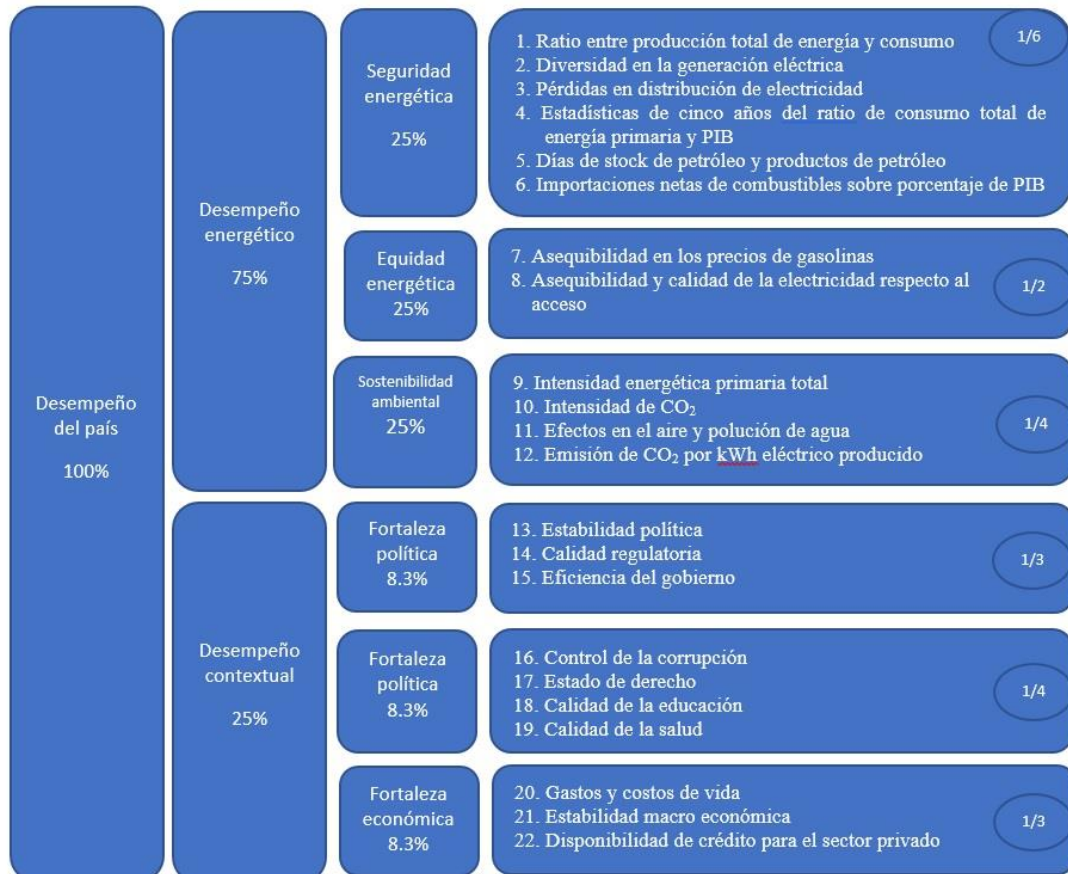 Desempeño
del país
100%
Desempeño
energético
75%
Seguridad
energética
25%
1. Ratio entre producción total de energía y consumo
2. Diversidad en la generación eléctrica
3. Pérdidas en distribución de electricidad
4. Estadísticas de cinco años del ratio de consumo total de
energía primaria y PIB
5. Días de stock de petróleo y productos de petróleo
6. Importaciones netas de combustibles sobre porcentaje de PIB
1/6
Equidad
energética
25%
7. Asequibilidad en los precios de gasolinas
8. Asequibilidad y calidad de la electricidad respecto al
acceso
1/2
Sostenibilidad
ambiental
25%
9. Intensidad energética primaria total
10. Intensidad de CO₂
11. Efectos en el aire y polución de agua
12. Emisión de CO₂ por kWh eléctrico producido
1/4
Desempeño
contextual
25%
Fortaleza
política
8.3%
13. Estabilidad política
14. Calidad regulatoria
15. Eficiencia del gobierno
1/3
Fortaleza
política
8.3%
16. Control de la corrupción
17. Estado de derecho
18. Calidad de la educación
19. Calidad de la salud
1/4
Fortaleza
económica
8.3%
20. Gastos y costos de vida
21. Estabilidad macro económica
22. Disponibilidad de crédito para el sector privado
1/3